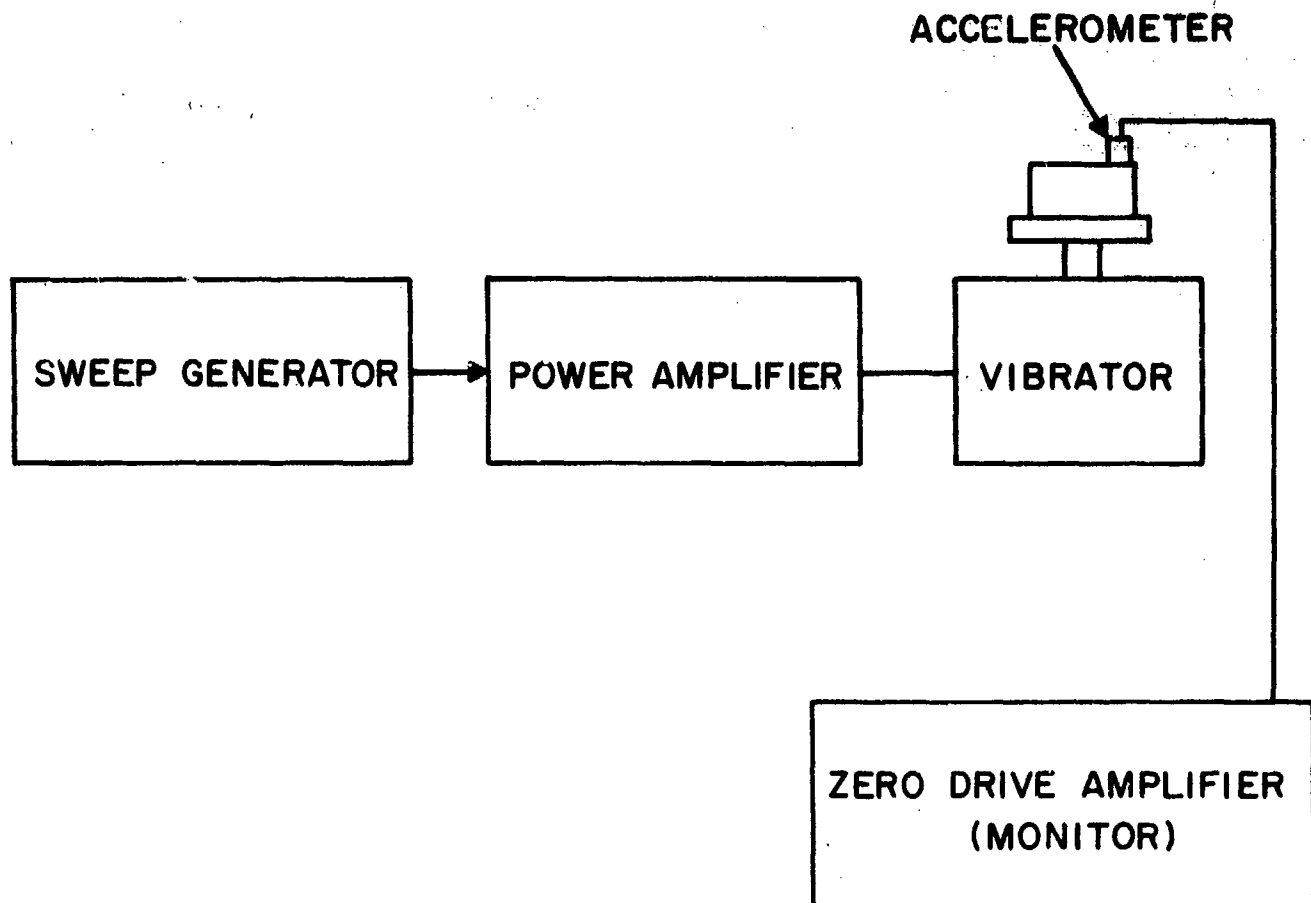 ACCELEROMETER
SWEEP GENERATOR
POWER AMPLIFIER
VIBRATOR
ZERO DRIVE AMPLIFIER
(MONITOR)